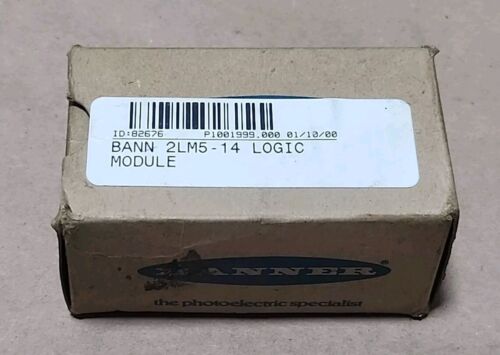 ID:82676 P1001999.000 01/10/00
BANN 2LM5-14 LOGIC
MODULE
BANNER
the photoelectric specialist